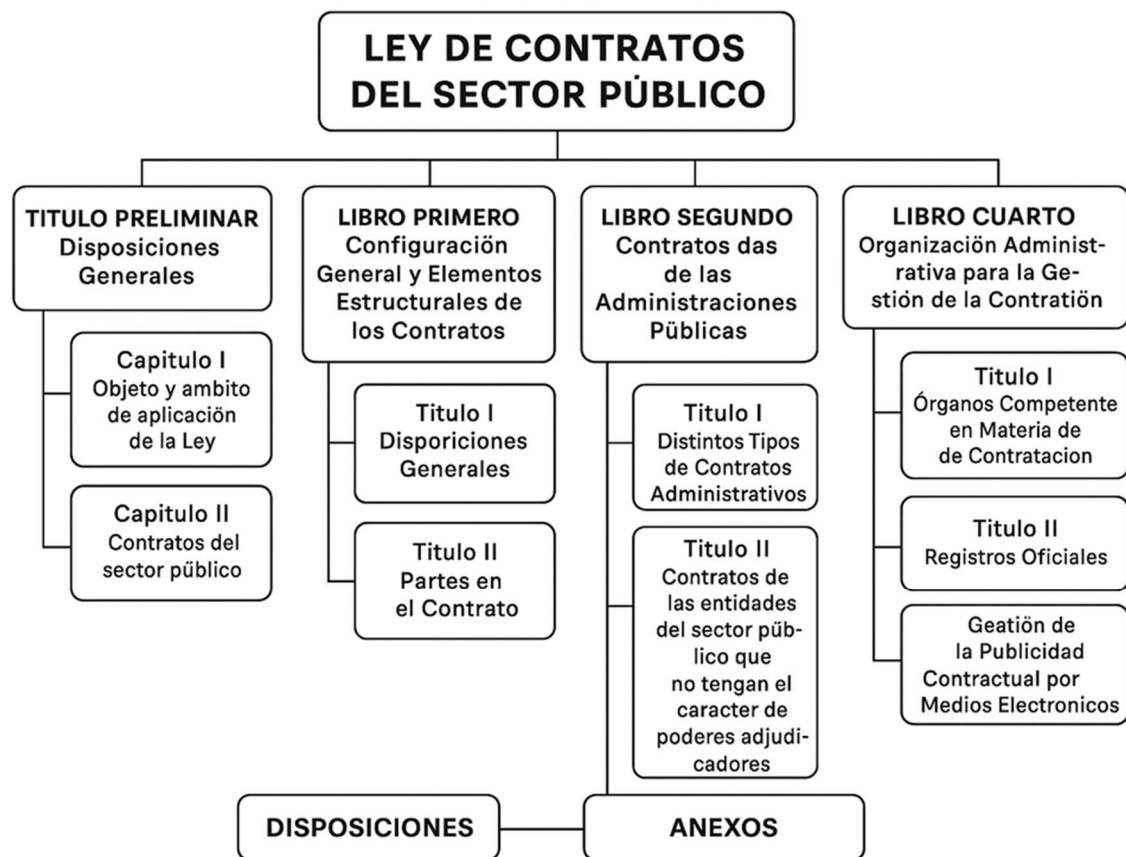 LEY DE CONTRATOS
DEL SECTOR PÚBLICO
TITULO PRELIMINAR
Disposiciones
Generales
Capitulo I
Objeto y ambito
de aplicación
de la Ley
Capitulo II
Contratos del
sector público
LIBRO PRIMERO
Configuración
General y Elementos
Estructurales de
los Contratos
Titulo I
Disporiciones
Generales
Titulo II
Partes en
el Contrato
LIBRO SEGUNDO
Contratos das
de las
Administraciones
Públicas
Titulo I
Distintos Tipos
de Contratos
Administrativos
Titulo II
Contratos de
las entidades
del sector púb-
lico que
no tengan el
caracter de
poderes adjudi-
cadores
LIBRO CUARTO
Organización Administ-
rrativa para la Ge-
stión de la Contratiön
Titulo I
Órganos Competente
en Materia de
de Contratacion
Titulo II
Registros Oficiales
Geatiön de
la Publicidad
Contractual por
Medios Electronicos
DISPOSICIONES
ANEXOS